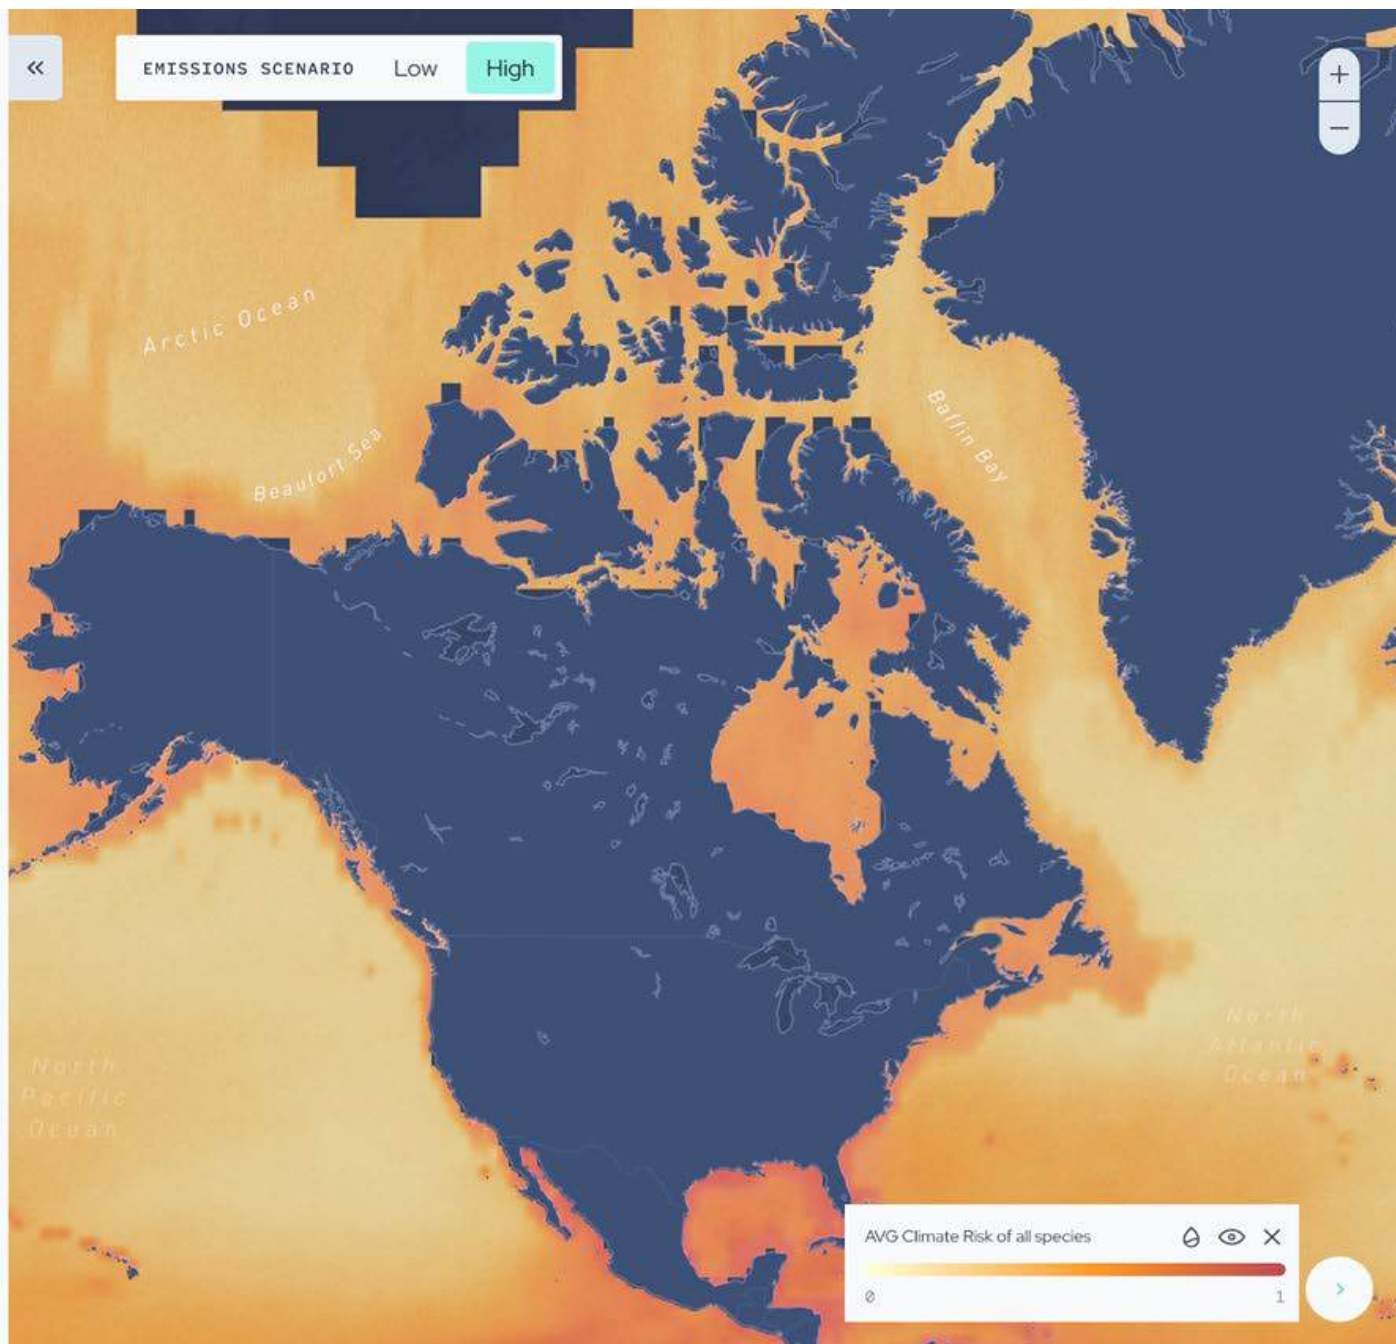 EMISSIONS SCENARIO Low High
Arctic Ocean
Beaufort Sea
Baffin Bay
North
Pacific
Ocean
North
Atlantic
Ocean
AVG Climate Risk of all species
0 1